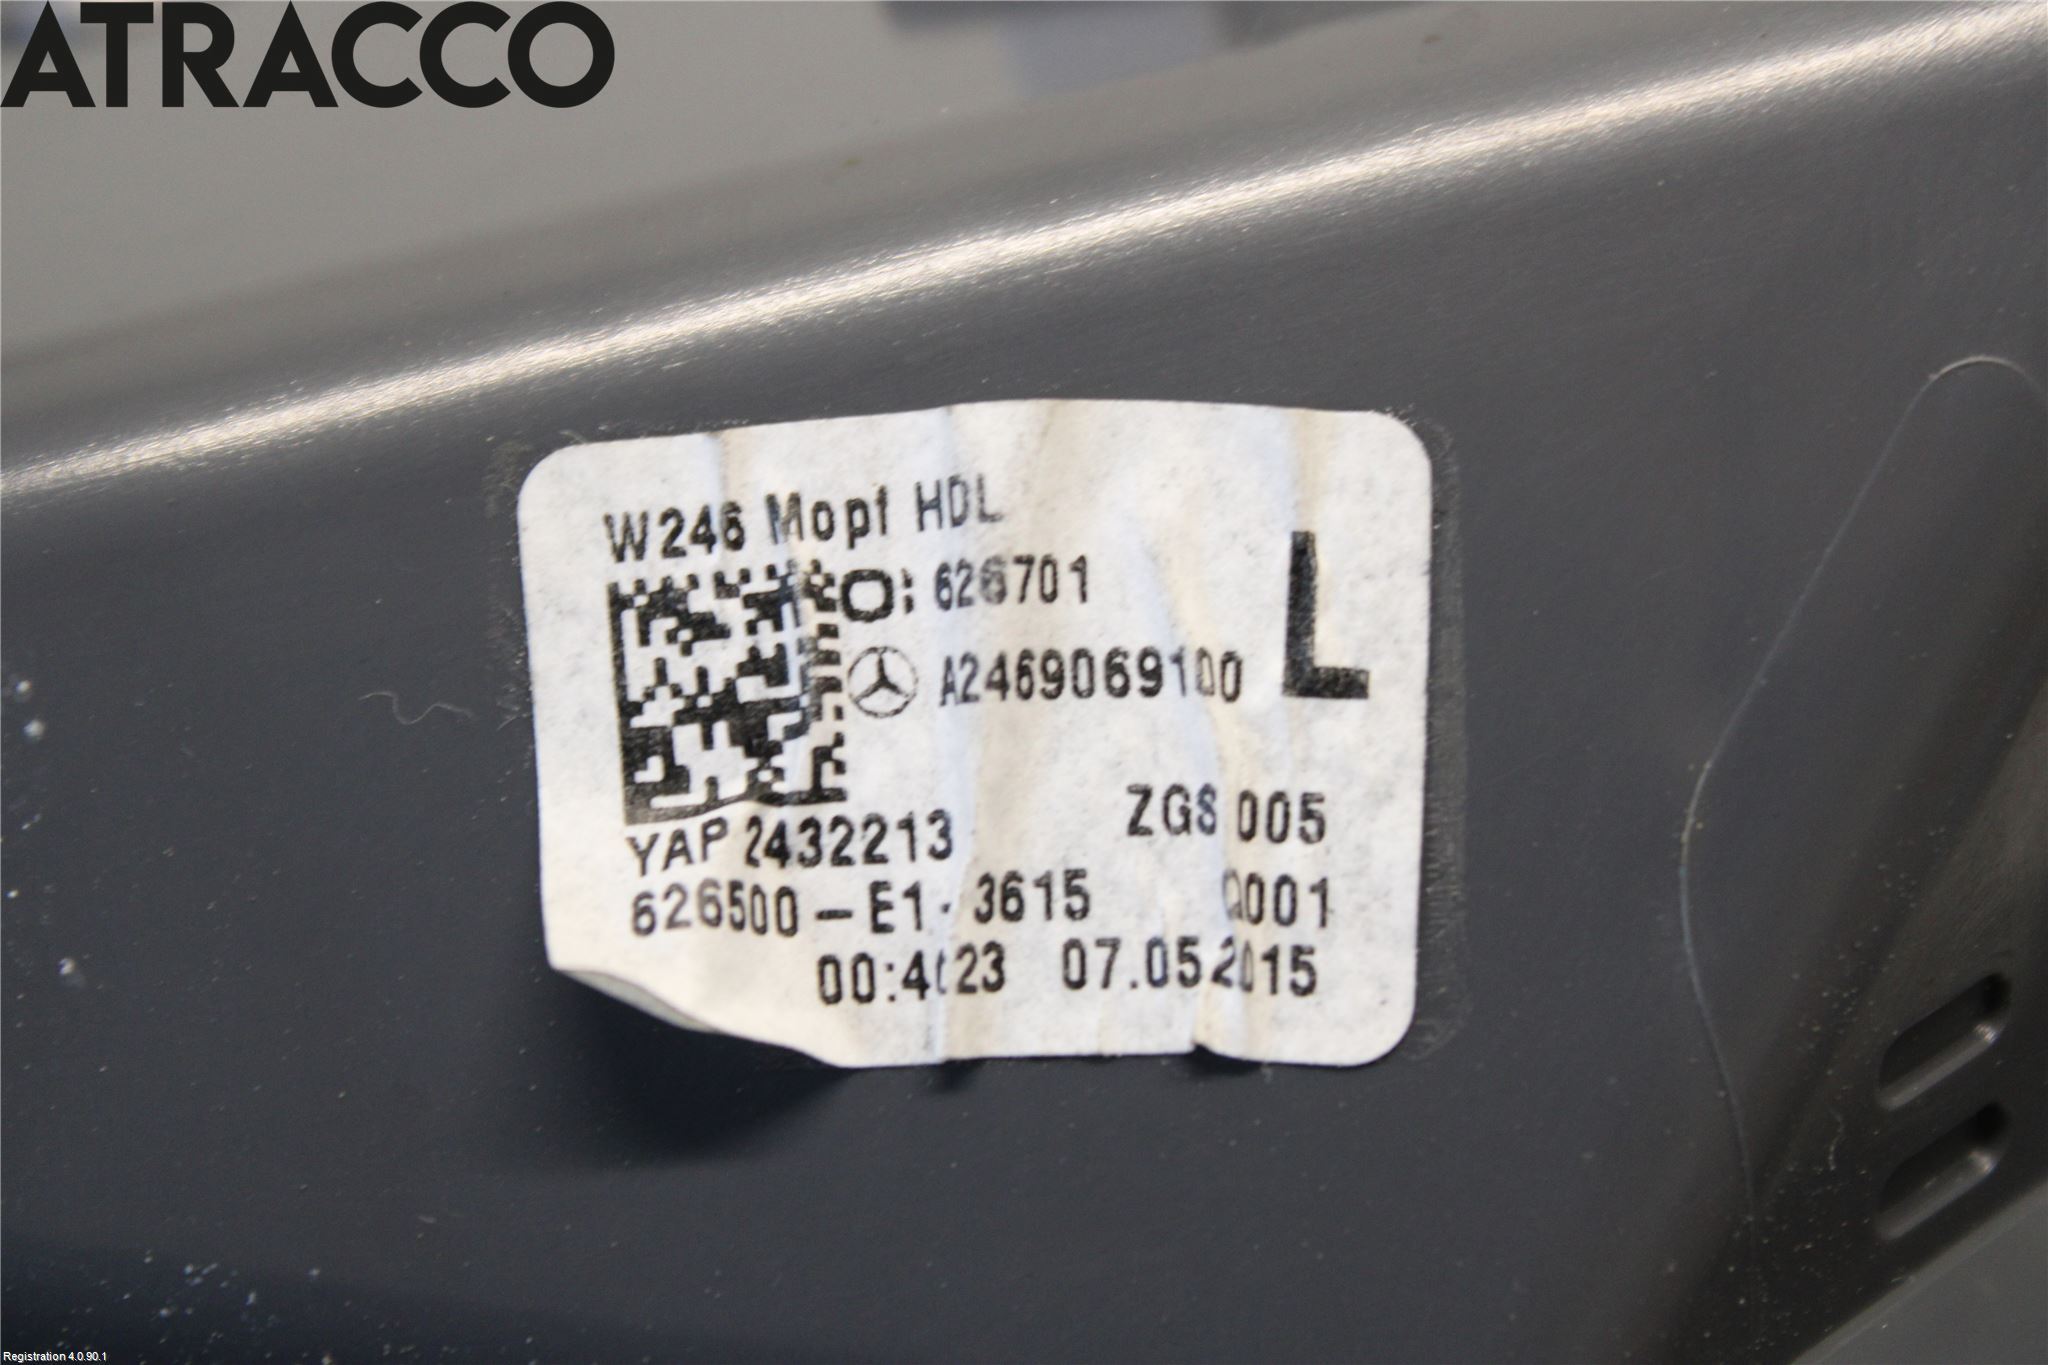 ATRACCO
W246 Mopf HDL
626701
L
A2469069100
ZGS 005
YAP 2432213
626500-E1- 3615
07.05.2015
Registration 4.0.90.1